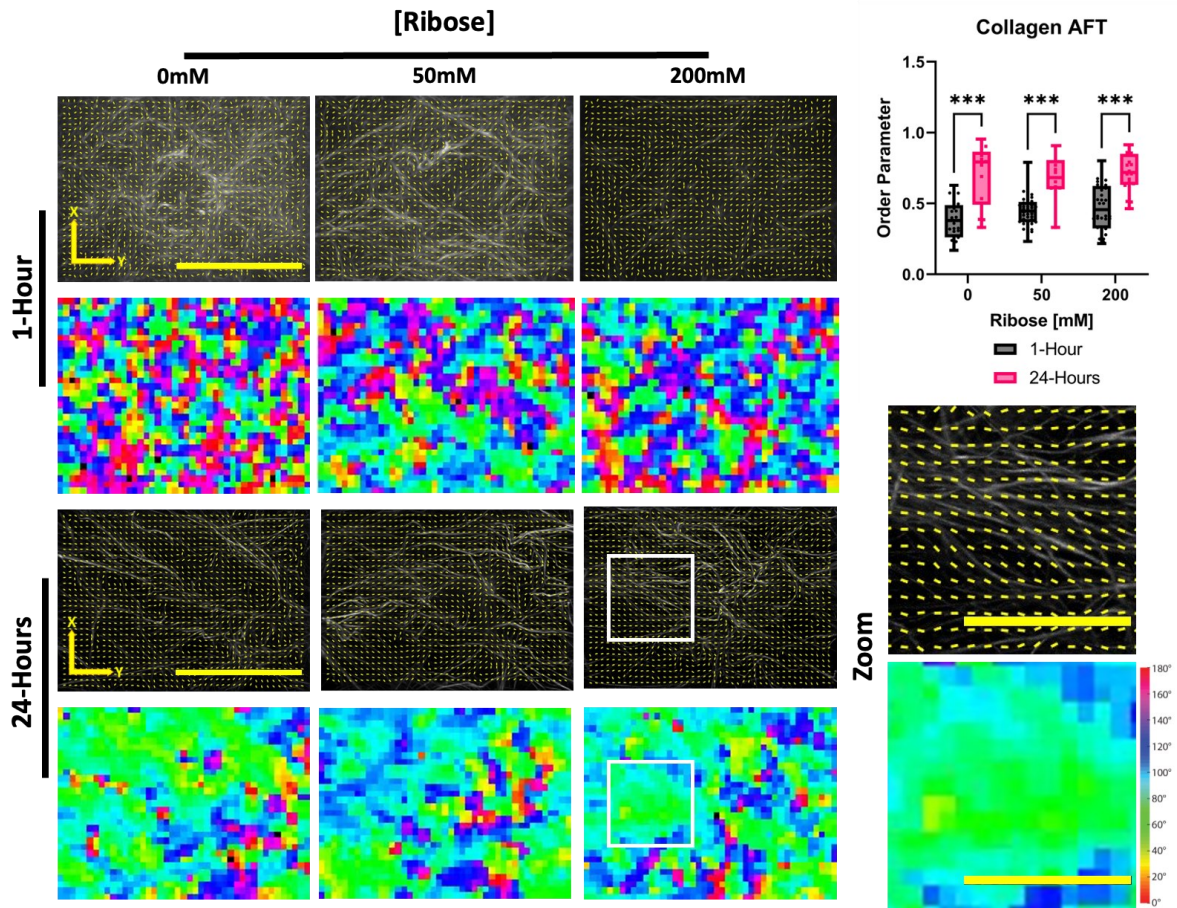 [Ribose]
0mM
50mM
200mM
1-Hour
X
Y
24-Hours
X
Y
Collagen AFT
Order Parameter
1.5
1.0
0.5
0.0
***
***
***
0
50
200
Ribose [mM]
1-Hour
24-Hours
Zoom
180°
160°
140°
120°
100°
80°
60°
40°
20°
0°